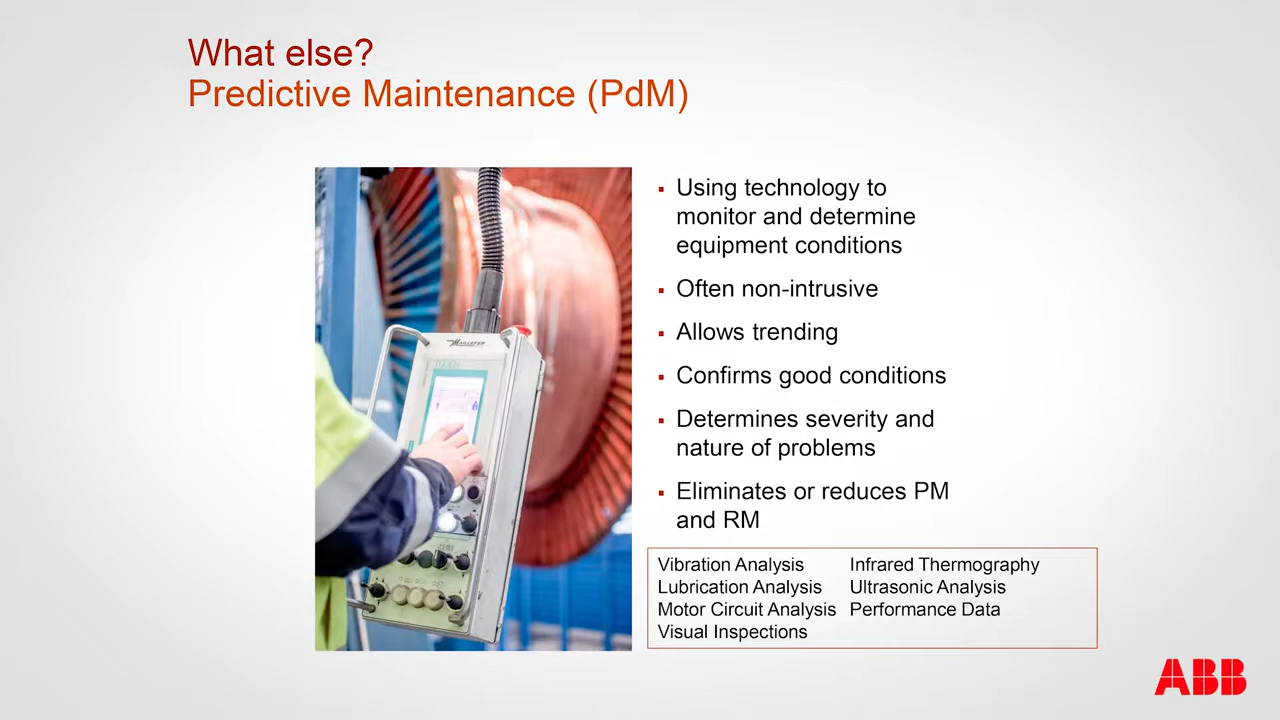 What else?
Predictive Maintenance (PdM)
MAILLEFER
TOUCH
▪ Using technology to
monitor and determine
equipment conditions
▪ Often non-intrusive
▪ Allows trending
▪ Confirms good conditions
▪ Determines severity and
nature of problems
▪ Eliminates or reduces PM
and RM
Vibration Analysis Infrared Thermography
Lubrication Analysis Ultrasonic Analysis
Motor Circuit Analysis Performance Data
Visual Inspections
ABB